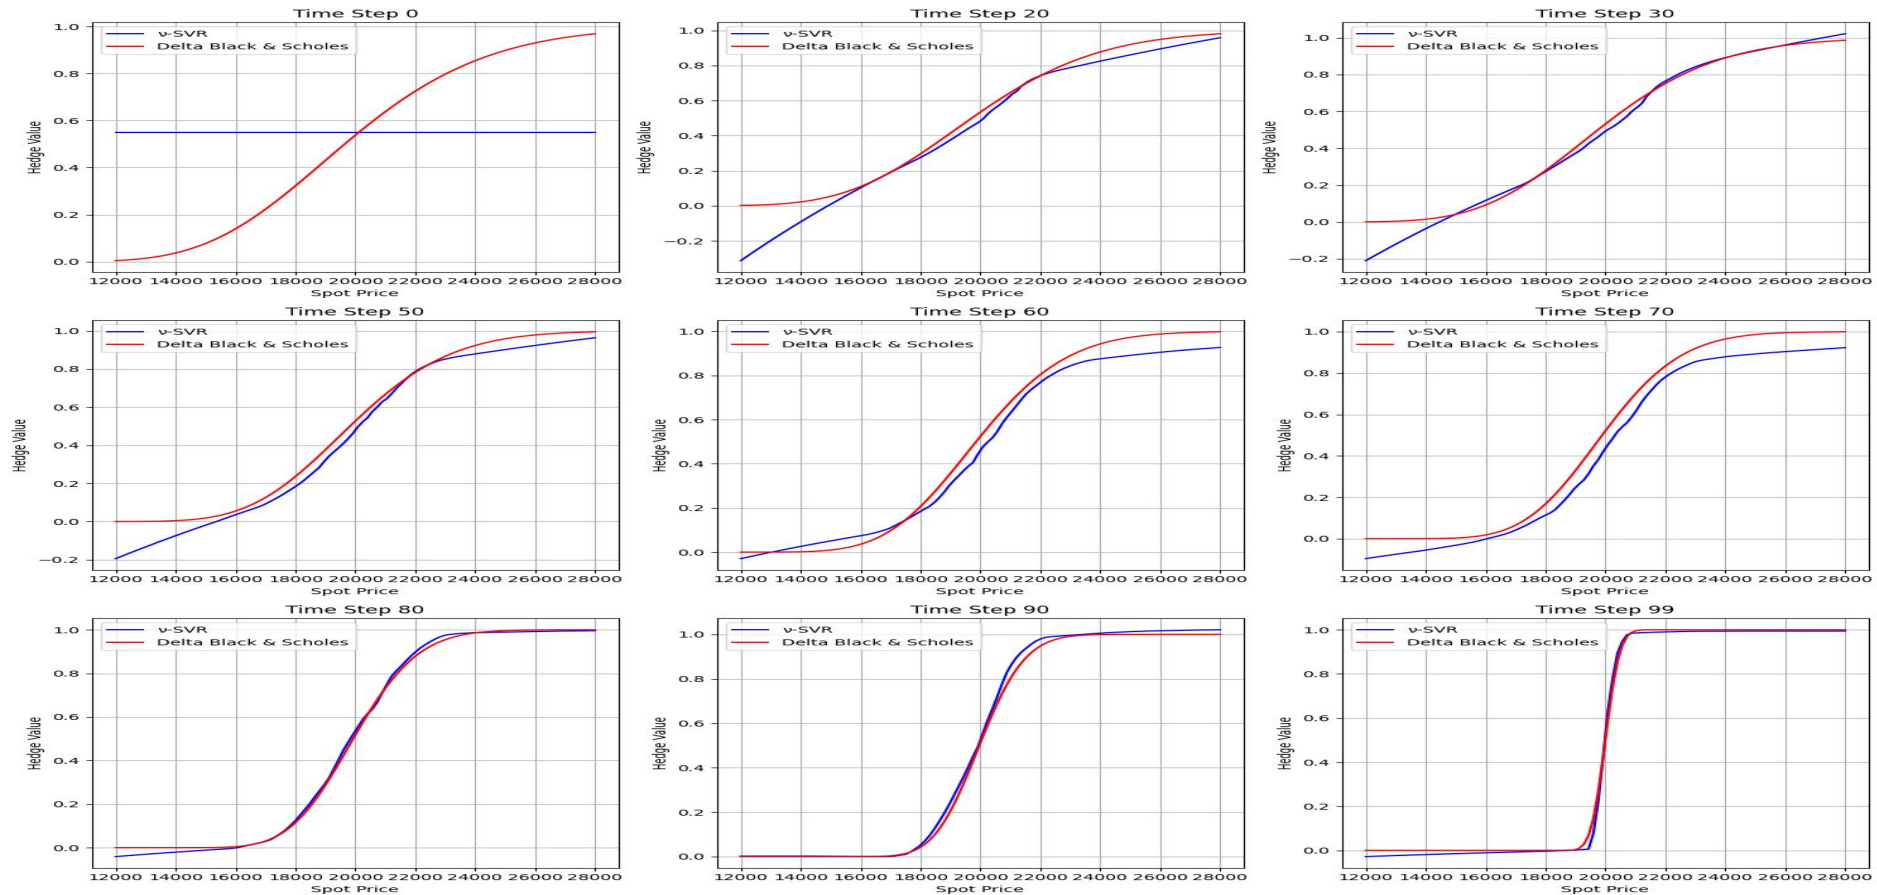 Time Step 0
ν-SVR
Delta Black & Scholes
1.0
0.8
0.6
0.4
0.2
0.0
Hedge Value
12000 14000 16000 18000 20000 22000 24000 26000 28000
Spot Price
Time Step 20
ν-SVR
Delta Black & Scholes
1.0
0.8
0.6
0.4
0.2
0.0
−0.2
Hedge Value
12000 14000 16000 18000 20000 22000 24000 26000 28000
Spot Price
Time Step 30
ν-SVR
Delta Black & Scholes
1.0
0.8
0.6
0.4
0.2
0.0
−0.2
Hedge Value
12000 14000 16000 18000 20000 22000 24000 26000 28000
Spot Price
Time Step 50
ν-SVR
Delta Black & Scholes
1.0
0.8
0.6
0.4
0.2
0.0
−0.2
Hedge Value
12000 14000 16000 18000 20000 22000 24000 26000 28000
Spot Price
Time Step 60
ν-SVR
Delta Black & Scholes
1.0
0.8
0.6
0.4
0.2
0.0
Hedge Value
12000 14000 16000 18000 20000 22000 24000 26000 28000
Spot Price
Time Step 70
ν-SVR
Delta Black & Scholes
1.0
0.8
0.6
0.4
0.2
0.0
Hedge Value
12000 14000 16000 18000 20000 22000 24000 26000 28000
Spot Price
Time Step 80
ν-SVR
Delta Black & Scholes
1.0
0.8
0.6
0.4
0.2
0.0
Hedge Value
12000 14000 16000 18000 20000 22000 24000 26000 28000
Spot Price
Time Step 90
ν-SVR
Delta Black & Scholes
1.0
0.8
0.6
0.4
0.2
0.0
Hedge Value
12000 14000 16000 18000 20000 22000 24000 26000 28000
Spot Price
Time Step 99
ν-SVR
Delta Black & Scholes
1.0
0.8
0.6
0.4
0.2
0.0
Hedge Value
12000 14000 16000 18000 20000 22000 24000 26000 28000
Spot Price